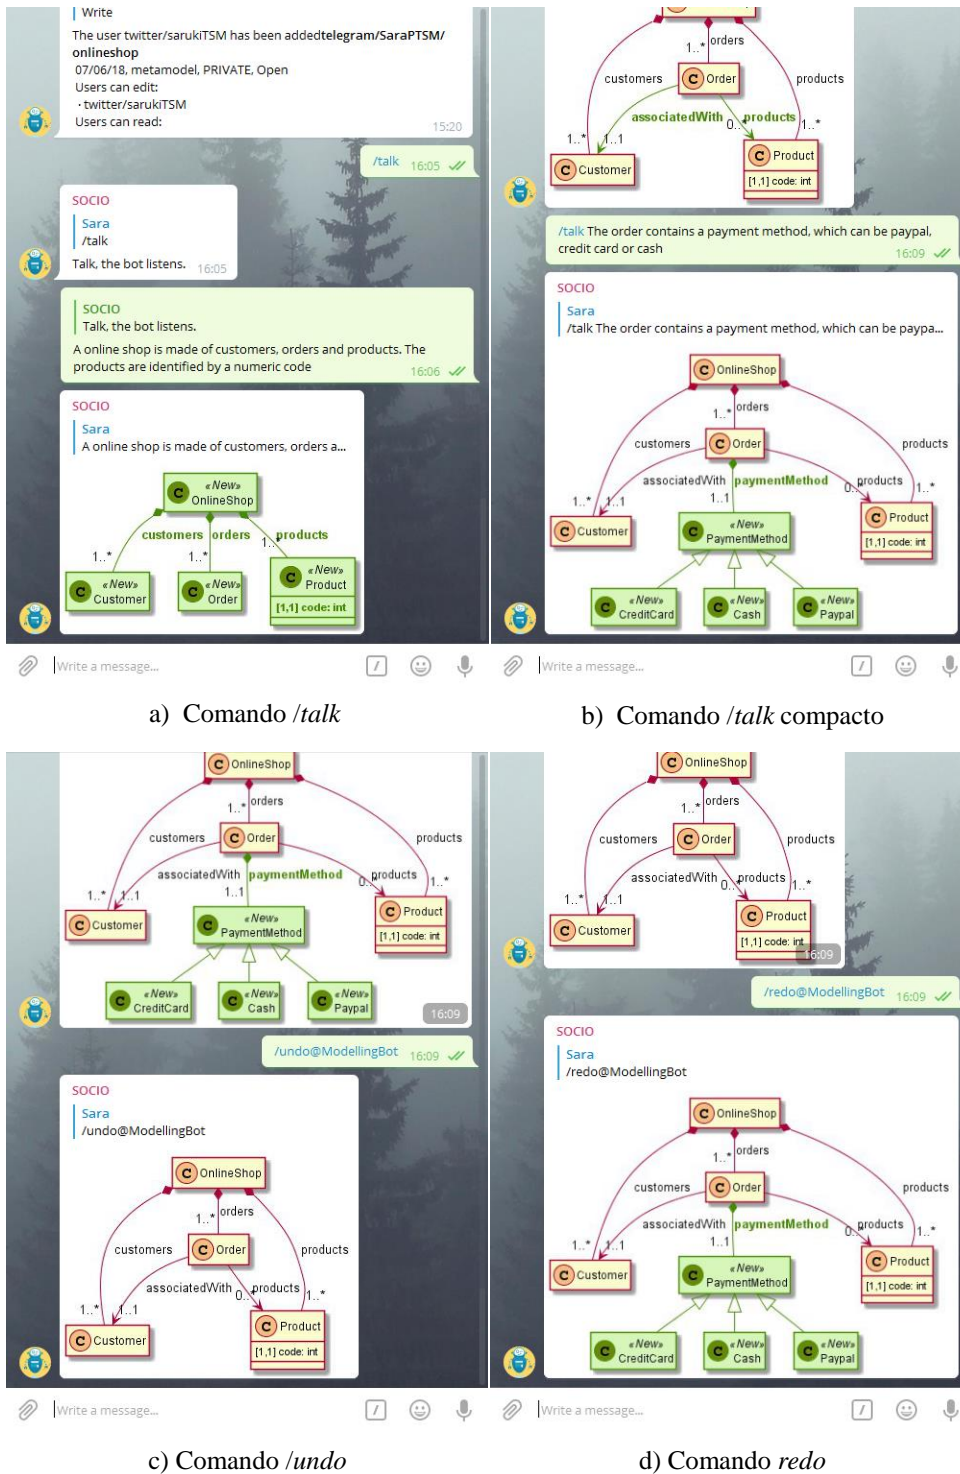 Write
The user twitter/sarukiTSM has been addedtelegram/SaraPTSM/
onlineshop
07/06/18, metamodel, PRIVATE, Open
Users can edit:
· twitter/sarukiTSM
Users can read:
15:20
/talk 16:05
SOCIO
Sara
/talk
Talk, the bot listens. 16:05
SOCIO
Talk, the bot listens.
A online shop is made of customers, orders and products. The
products are identified by a numeric code
16:06
SOCIO
Sara
A online shop is made of customers, orders a...
C «New»
OnlineShop
customers orders products
1..* 1..* 1..*
C «New»
Customer
C «New»
Order
C «New»
Product
[1,1] code: int
Write a message...
a) Comando /talk
orders
1..*
customers C Order products
associatedWith 0..* products
1..* 1..1 1..*
C Customer
C Product
[1,1] code: int
/talk The order contains a payment method, which can be paypal,
credit card or cash
16:09
SOCIO
Sara
/talk The order contains a payment method, which can be paypa...
C OnlineShop
1..* orders
customers C Order products
associatedWith paymentMethod 0..* products
1..* 1..1 1..1 1..*
C Customer
C «New»
PaymentMethod
C Product
[1,1] code: int
C «New»
CreditCard
C «New»
Cash
C «New»
Paypal
Write a message...
b) Comando /talk compacto
C OnlineShop
1..* orders
customers C Order products
associatedWith paymentMethod 0..* products
1..* 1..1 1..1 1..*
C Customer
C «New»
PaymentMethod
C Product
[1,1] code: int
C «New»
CreditCard
C «New»
Cash
C «New»
Paypal
16:09
/undo@ModellingBot 16:09
SOCIO
Sara
/undo@ModellingBot
C OnlineShop
1..* orders
customers C Order products
associatedWith 0..* products
1..* 1..1 1..*
C Customer
C Product
[1,1] code: int
Write a message...
c) Comando /undo
C OnlineShop
1..* orders
customers C Order products
associatedWith 0..* products
1..* 1..1 1..*
C Customer
C Product
[1,1] code: int
16:09
/redo@ModellingBot 16:09
SOCIO
Sara
/redo@ModellingBot
C OnlineShop
1..* orders
customers C Order products
associatedWith paymentMethod 0..* products
1..* 1..1 1..1 1..*
C Customer
C «New»
PaymentMethod
C Product
[1,1] code: int
C «New»
CreditCard
C «New»
Cash
C «New»
Paypal
Write a message...
d) Comando redo